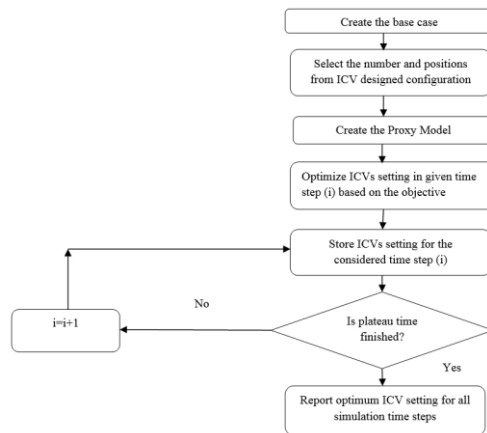 Create the base case
Select the number and positions
from ICV designed configuration
Create the Proxy Model
Optimize ICVs setting in given time
step (i) based on the objective
Store ICVs setting for the
considered time step (i)
No
i=i+1
Is plateau time
finished?
Yes
Report optimum ICV setting for all
simulation time steps